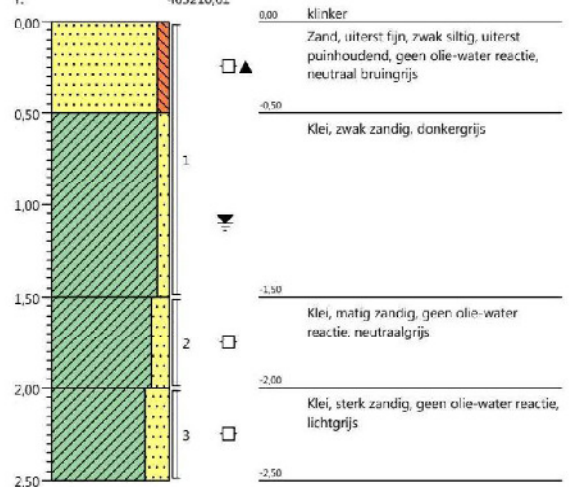 0,00 klinker
0,00
Zand, uiterst fijn, zwak siltig, uiterst
puinhoudend, geen olie-water reactie,
neutraal bruingrijs
0,50
-0,50
Klei, zwak zandig, donkergrijs
1
1,00
1,50
-1,50
Klei, matig zandig, geen olie-water
reactie, neutraalgrijs
2
2,00
-2,00
Klei, sterk zandig, geen olie-water reactie,
lichtgrijs
3
2,50
-2,50